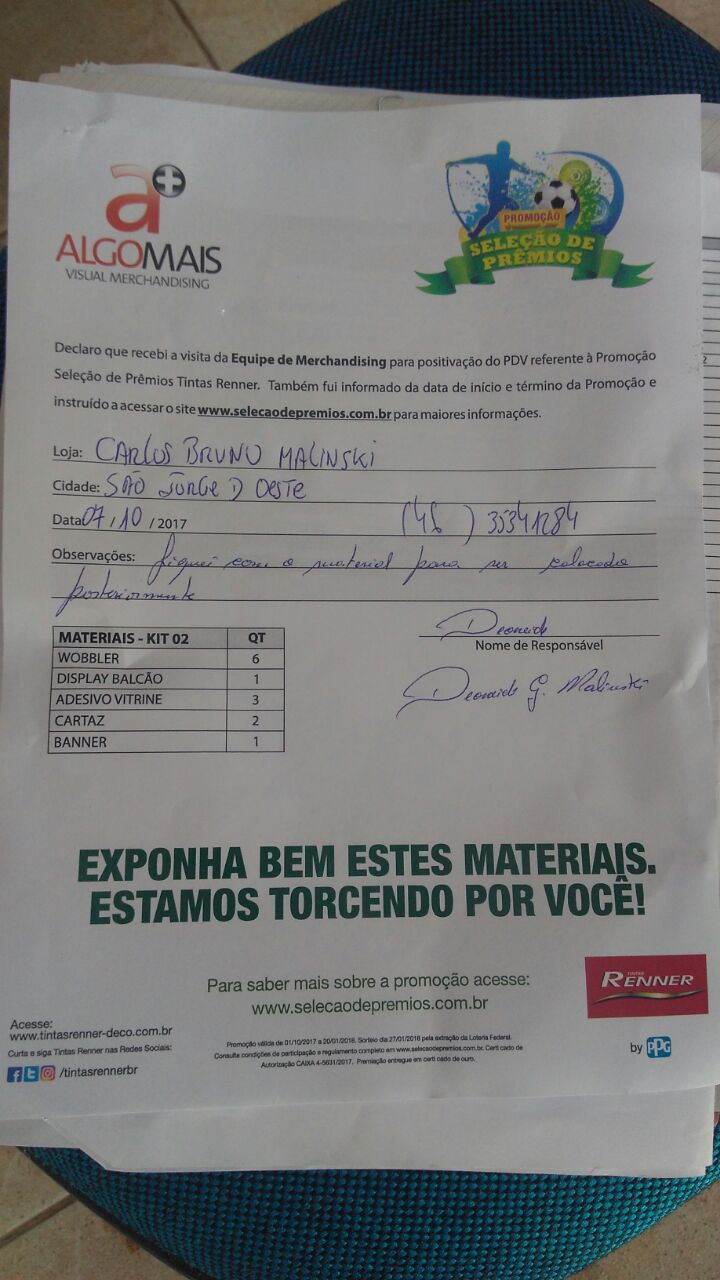 a+
ALGOMAIS
VISUAL MERCHANDISING
PROMOÇÃO
SELEÇÃO DE
PRÊMIOS
Declaro que recebi a visita da Equipe de Merchandising para positivação do PDV referente à Promoção
Seleção de Prêmios Tintas Renner. Também fui informado da data de início e término da Promoção e
instruído a acessar o site www.selecaodepremios.com.br para maiores informações.
Loja: CARLOS BRUNO MALINSKI
Cidade: SÃO JORGE D OESTE
Data 07/10/2017 (46) 35341284
Observações: fiquei com o material para ser colocado
posteriormente
MATERIAIS - KIT 02 QT
WOBBLER 6
DISPLAY BALCÃO 1
ADESIVO VITRINE 3
CARTAZ 2
BANNER 1
Nome de Responsável
G. Malinski
EXPONHA BEM ESTES MATERIAIS.
ESTAMOS TORCENDO POR VOCÊ!
Para saber mais sobre a promoção acesse:
www.selecaodepremios.com.br
TINTAS
RENNER
by PPG
Acesse:
www.tintasrenner-deco.com.br
Curta e siga Tintas Renner nas Redes Sociais:
/tintasrennerbr
Promoção válida de 01/10/2017 a 20/01/2018. Sorteio dia 27/01/2018 pela extração da Loteria Federal.
Consulte condições de participação e regulamento completo em www.selecaodepremios.com.br. Certi cado de
Autorização CAIXA 4-5631/2017. Premiação entregue em certi cado de ouro.